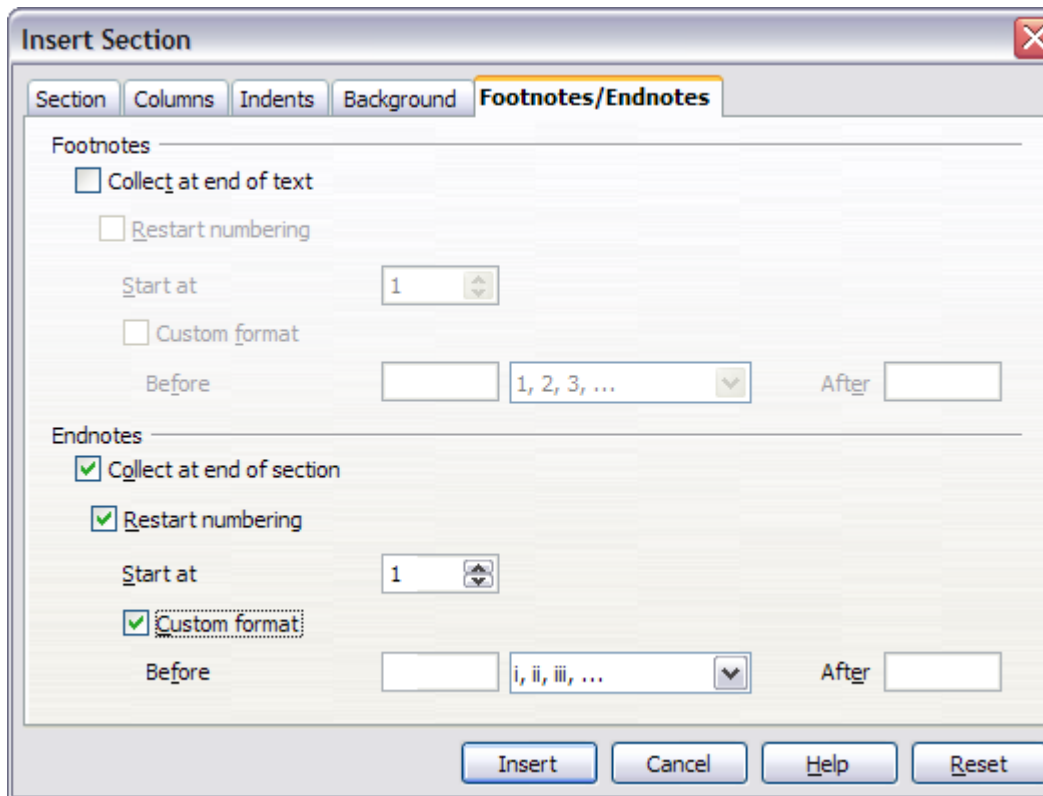 Insert Section
Section Columns Indents Background Footnotes/Endnotes
Footnotes
Collect at end of text
Restart numbering
Start at 1
Custom format
Before 1, 2, 3, ... After
Endnotes
Collect at end of section
Restart numbering
Start at 1
Custom format
Before i, ii, iii, ... After
Insert Cancel Help Reset